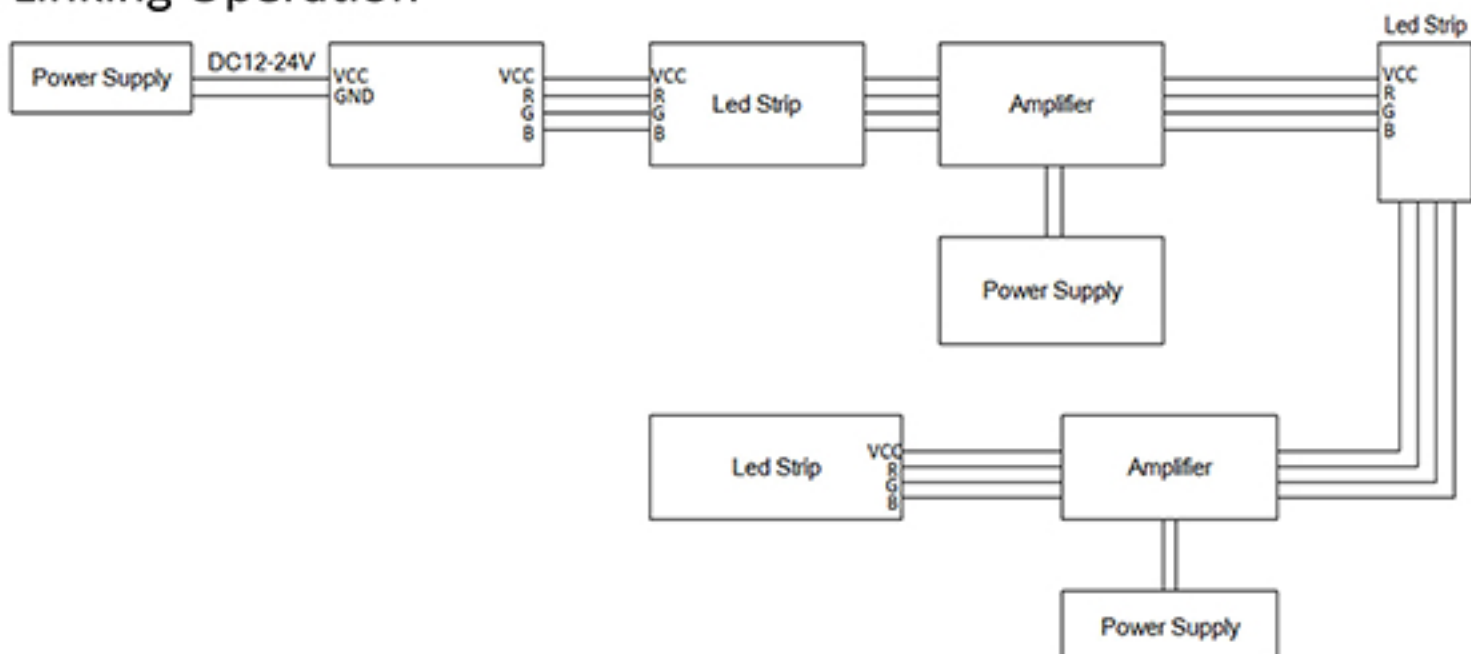 Linking Operation
Led Strip
Power Supply
DC12-24V
VCC
GND
VCC
R
G
B
VCC
R
G
B
Led Strip
Amplifier
VCC
R
G
B
Power Supply
Led Strip
VCC
R
G
B
Amplifier
Power Supply